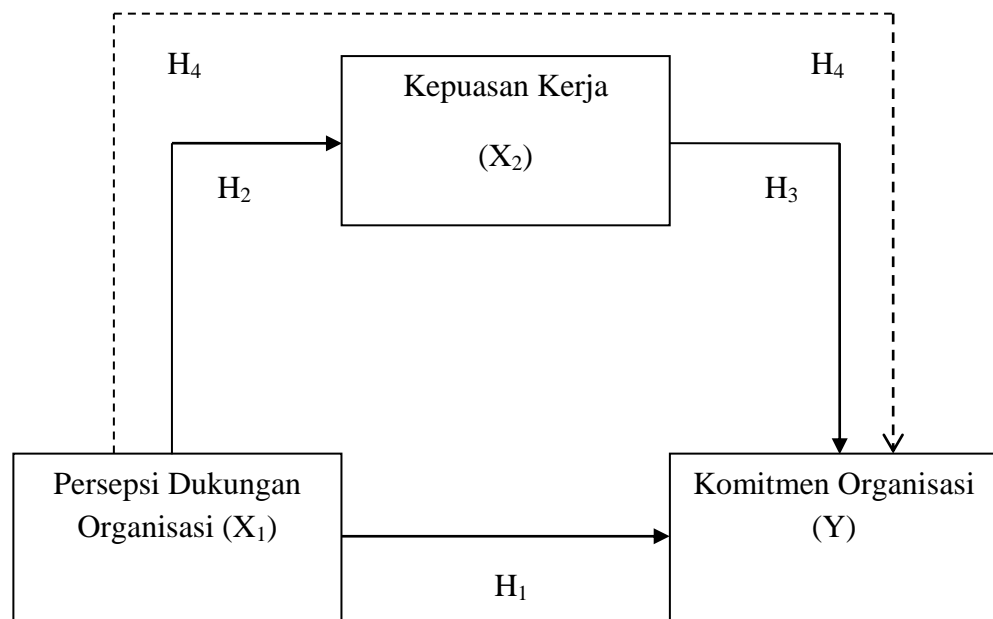 H₄
H₄
Kepuasan Kerja
(X₂)
H₂
H₃
Persepsi Dukungan
Organisasi (X₁)
Komitmen Organisasi
(Y)
H₁